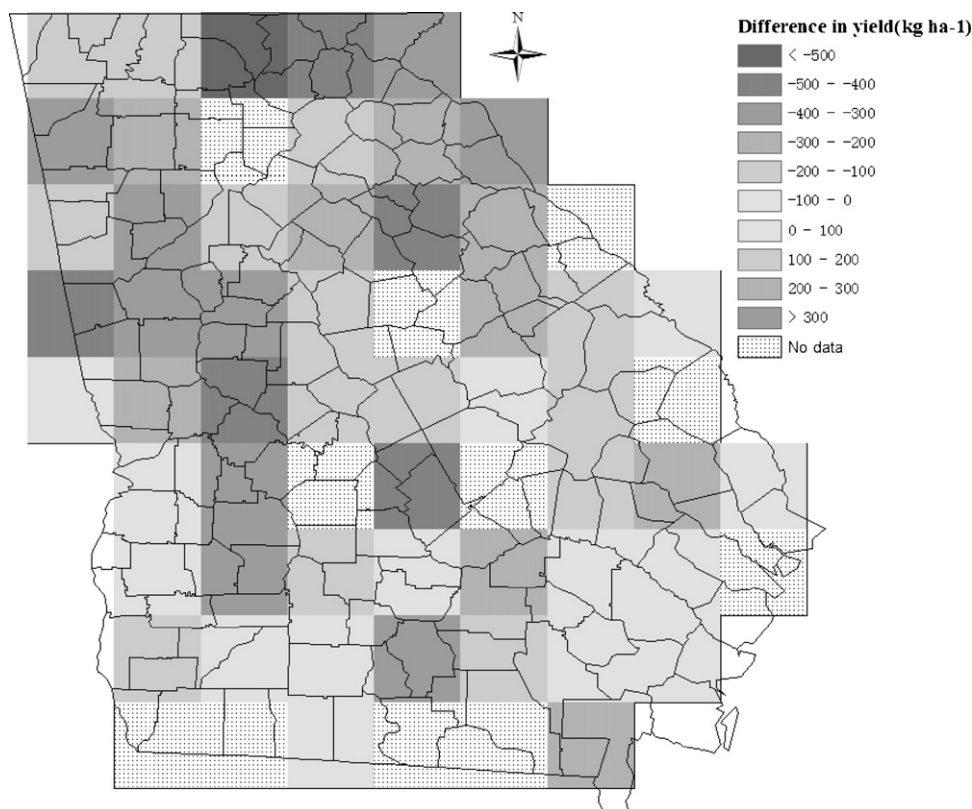 N
Difference in yield(kg ha-1)
< -500
-500 - -400
-400 - -300
-300 - -200
-200 - -100
-100 - 0
0 - 100
100 - 200
200 - 300
> 300
No data